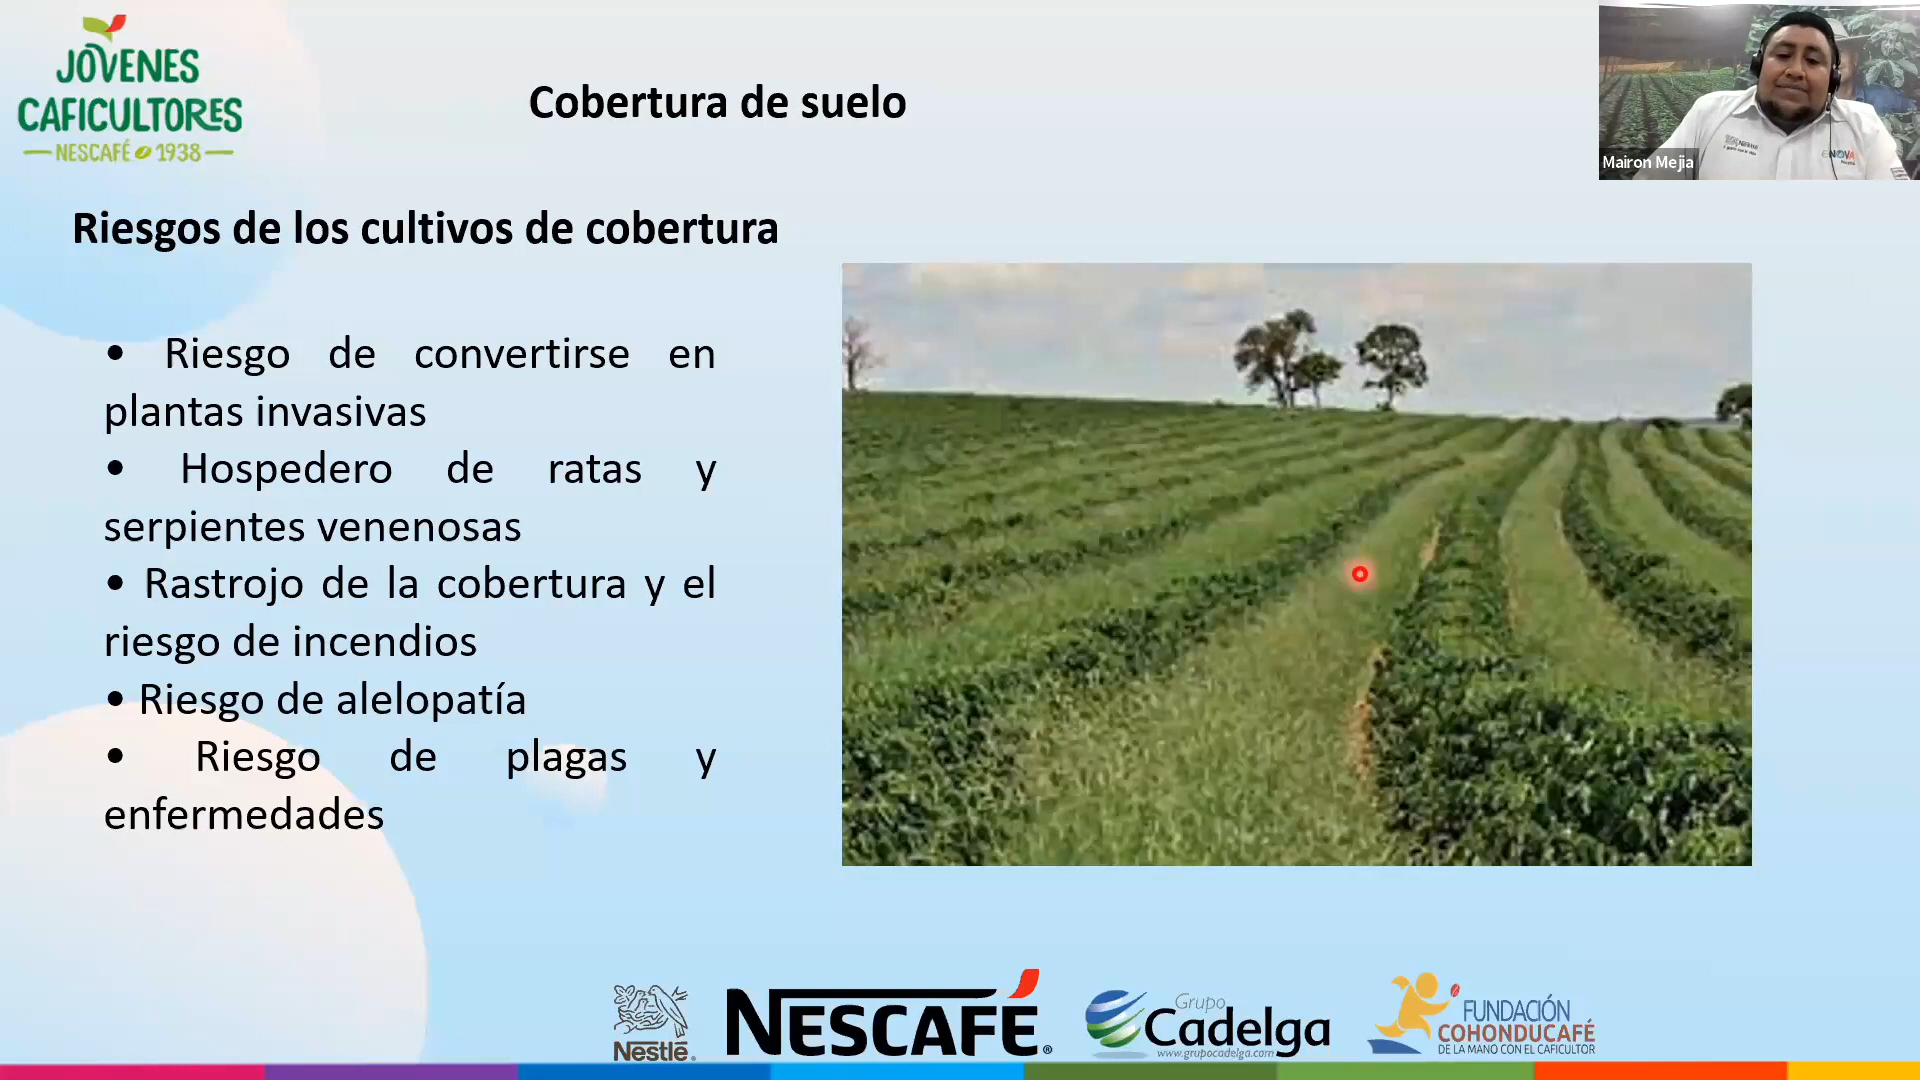 JÓVENES
CAFICULTORES
NESCAFÉ 1938
Cobertura de suelo
Mairon Mejia
Riesgos de los cultivos de cobertura
• Riesgo de convertirse en
plantas invasivas
• Hospedero de ratas y
serpientes venenosas
• Rastrojo de la cobertura y el
riesgo de incendios
• Riesgo de alelopatía
• Riesgo de plagas y
enfermedades
Nestlé®
NESCAFÉ®
Grupo
Cadelga
www.grupocadelga.com
FUNDACIÓN
COHONDUCAFÉ
DE LA MANO CON EL CAFICULTOR